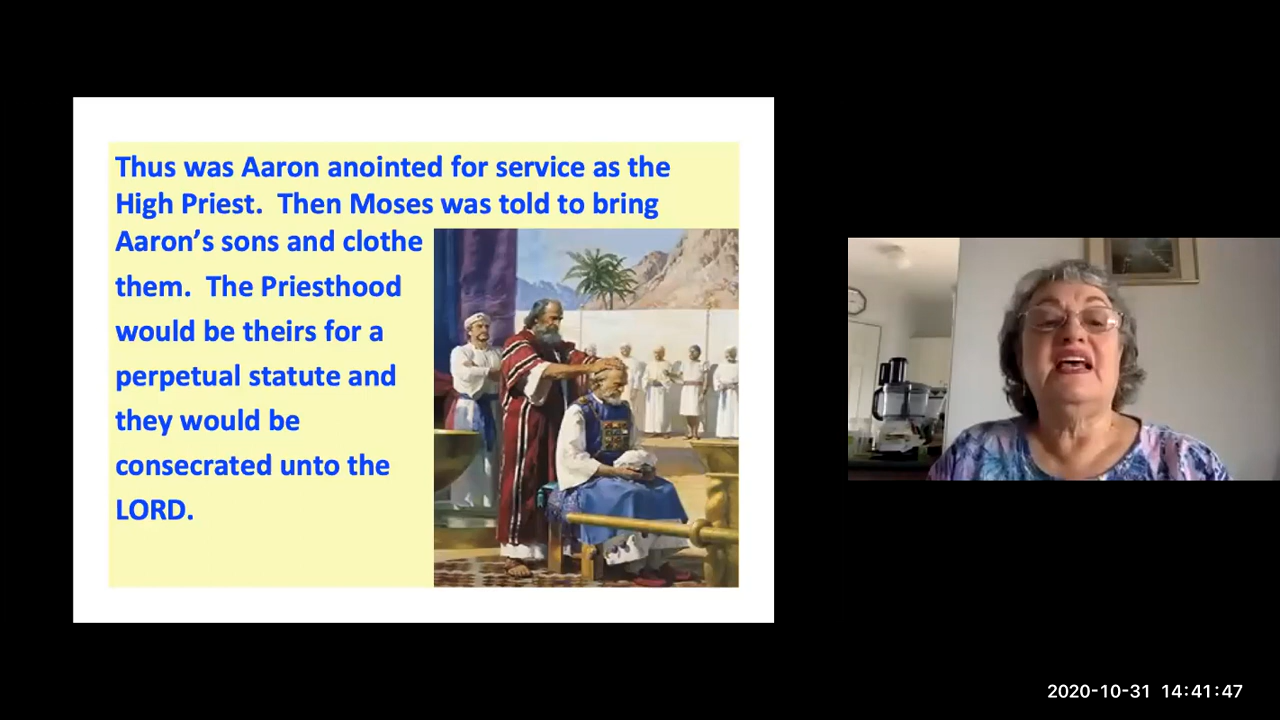 Thus was Aaron anointed for service as the
High Priest.  Then Moses was told to bring
Aaron’s sons and clothe
them.  The Priesthood
would be theirs for a
perpetual statute and
they would be
consecrated unto the
LORD.
2020-10-31 14:41:47